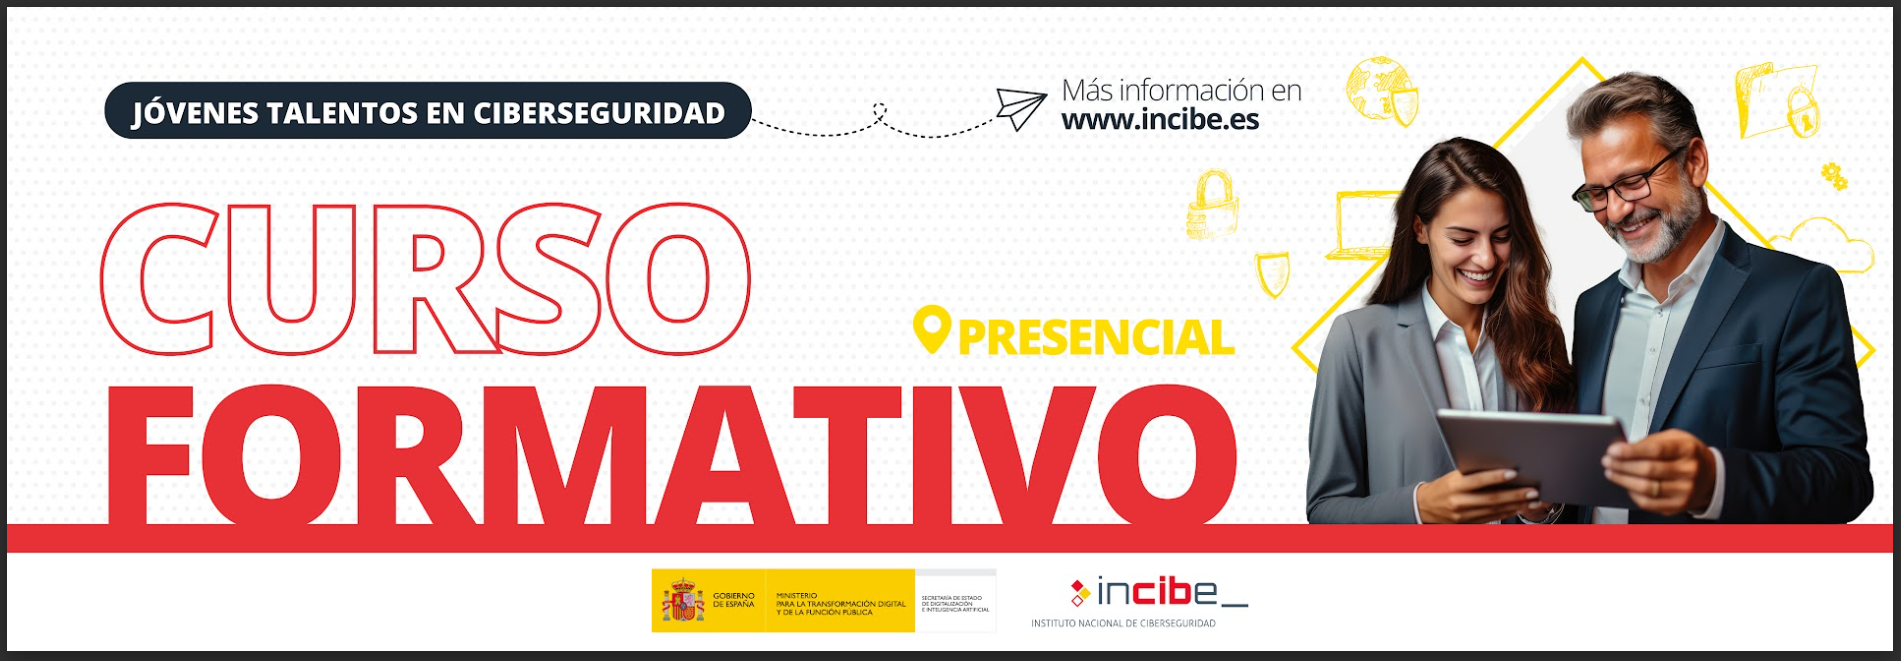 JÓVENES TALENTOS EN CIBERSEGURIDAD
Más información en
www.incibe.es
CURSO
PRESENCIAL
FORMATIVO
GOBIERNO
DE ESPAÑA
MINISTERIO
PARA LA TRANSFORMACIÓN DIGITAL
Y DE LA FUNCIÓN PÚBLICA
SECRETARÍA DE ESTADO
DE DIGITALIZACIÓN
E INTELIGENCIA ARTIFICIAL
incibe_
INSTITUTO NACIONAL DE CIBERSEGURIDAD